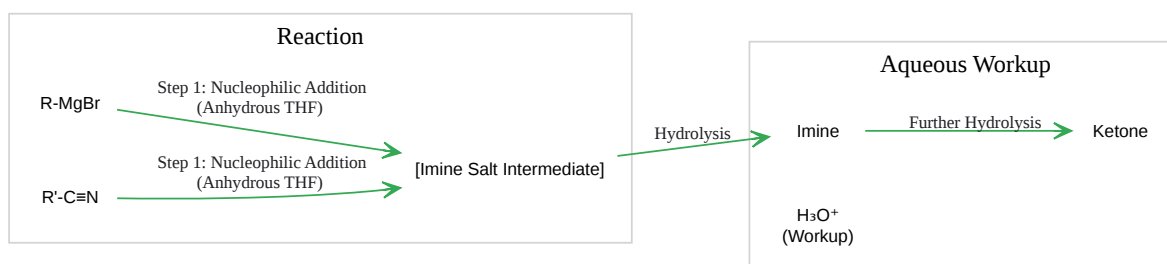 Reaction
Step 1: Nucleophilic Addition
(Anhydrous THF)
R-MgBr
Step 1: Nucleophilic Addition
(Anhydrous THF)
R'-C≡N
[Imine Salt Intermediate]
Hydrolysis
Aqueous Workup
Imine
Further Hydrolysis
Ketone
H₃O⁺
(Workup)